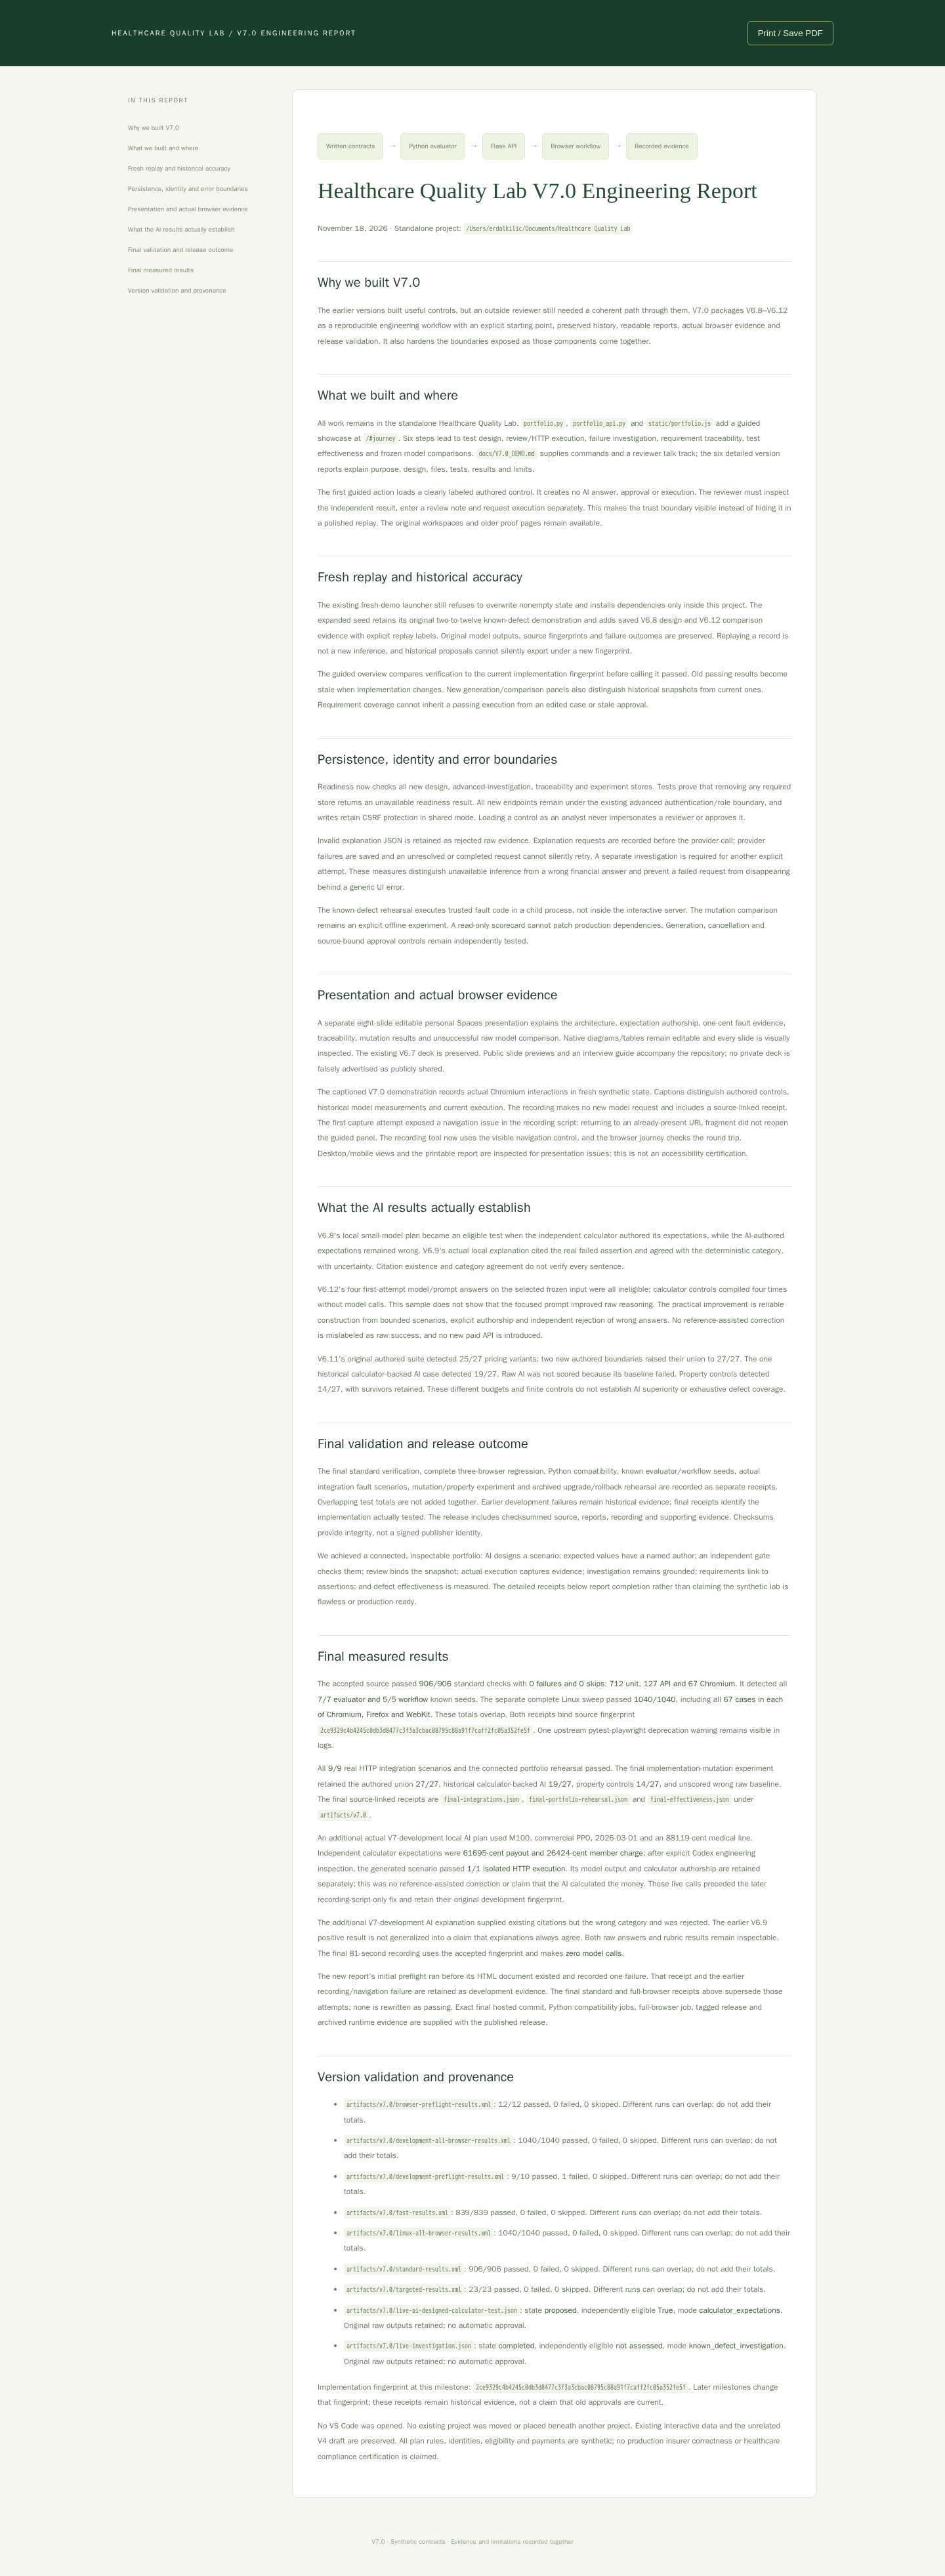 HEALTHCARE QUALITY LAB / V7.0 ENGINEERING REPORT
Print / Save PDF
IN THIS REPORT
Why we built V7.0
What we built and where
Fresh replay and historical accuracy
Persistence, identity and error boundaries
Presentation and actual browser evidence
What the AI results actually establish
Final validation and release outcome
Final measured results
Version validation and provenance
Written contracts → Python evaluator → Flask API → Browser workflow → Recorded evidence
Healthcare Quality Lab V7.0 Engineering Report
November 18, 2026 · Standalone project: /Users/erdalkilic/Documents/Healthcare Quality Lab
Why we built V7.0
The earlier versions built useful controls, but an outside reviewer still needed a coherent path through them. V7.0 packages V6.8–V6.12
as a reproducible engineering workflow with an explicit starting point, preserved history, readable reports, actual browser evidence and
release validation. It also hardens the boundaries exposed as those components come together.
What we built and where
All work remains in the standalone Healthcare Quality Lab. portfolio.py, portfolio_api.py and static/portfolio.js add a guided
showcase at /#journey. Six steps lead to test design, review/HTTP execution, failure investigation, requirement traceability, test
effectiveness and frozen model comparisons. docs/V7.0_DEMO.md supplies commands and a reviewer talk track; the six detailed version
reports explain purpose, design, files, tests, results and limits.
The first guided action loads a clearly labeled authored control. It creates no AI answer, approval or execution. The reviewer must inspect
the independent result, enter a review note and request execution separately. This makes the trust boundary visible instead of hiding it in
a polished replay. The original workspaces and older proof pages remain available.
Fresh replay and historical accuracy
The existing fresh-demo launcher still refuses to overwrite nonempty state and installs dependencies only inside this project. The
expanded seed retains its original two-to-twelve known-defect demonstration and adds saved V6.8 design and V6.12 comparison
evidence with explicit replay labels. Original model outputs, source fingerprints and failure outcomes are preserved. Replaying a record is
not a new inference, and historical proposals cannot silently export under a new fingerprint.
The guided overview compares verification to the current implementation fingerprint before calling it passed. Old passing results become
stale when implementation changes. New generation/comparison panels also distinguish historical snapshots from current ones.
Requirement coverage cannot inherit a passing execution from an edited case or stale approval.
Persistence, identity and error boundaries
Readiness now checks all new design, advanced-investigation, traceability and experiment stores. Tests prove that removing any required
store returns an unavailable readiness result. All new endpoints remain under the existing advanced authentication/role boundary, and
writes retain CSRF protection in shared mode. Loading a control as an analyst never impersonates a reviewer or approves it.
Invalid explanation JSON is retained as rejected raw evidence. Explanation requests are recorded before the provider call; provider
failures are saved and an unresolved or completed request cannot silently retry. A separate investigation is required for another explicit
attempt. These measures distinguish unavailable inference from a wrong financial answer and prevent a failed request from disappearing
behind a generic UI error.
The known-defect rehearsal executes trusted fault code in a child process, not inside the interactive server. The mutation comparison
remains an explicit offline experiment. A read-only scorecard cannot patch production dependencies. Generation, cancellation and
source-bound approval controls remain independently tested.
Presentation and actual browser evidence
A separate eight-slide editable personal Spaces presentation explains the architecture, expectation authorship, one-cent fault evidence,
traceability, mutation results and unsuccessful raw model comparison. Native diagrams/tables remain editable and every slide is visually
inspected. The existing V6.7 deck is preserved. Public slide previews and an interview guide accompany the repository; no private deck is
falsely advertised as publicly shared.
The captioned V7.0 demonstration records actual Chromium interactions in fresh synthetic state. Captions distinguish authored controls,
historical model measurements and current execution. The recording makes no new model request and includes a source-linked receipt.
The first capture attempt exposed a navigation issue in the recording script: returning to an already-present URL fragment did not reopen
the guided panel. The recording tool now uses the visible navigation control, and the browser journey checks the round trip.
Desktop/mobile views and the printable report are inspected for presentation issues; this is not an accessibility certification.
What the AI results actually establish
V6.8's local small-model plan became an eligible test when the independent calculator authored its expectations, while the AI-authored
expectations remained wrong. V6.9's actual local explanation cited the real failed assertion and agreed with the deterministic category,
with uncertainty. Citation existence and category agreement do not verify every sentence.
V6.12's four first-attempt model/prompt answers on the selected frozen input were all ineligible; calculator controls compiled four times
without model calls. This sample does not show that the focused prompt improved raw reasoning. The practical improvement is reliable
construction from bounded scenarios, explicit authorship and independent rejection of wrong answers. No reference-assisted correction
is mislabeled as raw success, and no new paid API is introduced.
V6.11's original authored suite detected 25/27 pricing variants; two new authored boundaries raised their union to 27/27. The one
historical calculator-backed AI case detected 19/27. Raw AI was not scored because its baseline failed. Property controls detected
14/27, with survivors retained. These different budgets and finite controls do not establish AI superiority or exhaustive defect coverage.
Final validation and release outcome
The final standard verification, complete three-browser regression, Python compatibility, known evaluator/workflow seeds, actual
integration fault scenarios, mutation/property experiment and archived upgrade/rollback rehearsal are recorded as separate receipts.
Overlapping test totals are not added together. Earlier development failures remain historical evidence; final receipts identify the
implementation actually tested. The release includes checksummed source, reports, recording and supporting evidence. Checksums
provide integrity, not a signed publisher identity.
We achieved a connected, inspectable portfolio: AI designs a scenario; expected values have a named author; an independent gate
checks them; review binds the snapshot; actual execution captures evidence; investigation remains grounded; requirements link to
assertions; and defect effectiveness is measured. The detailed receipts below report completion rather than claiming the synthetic lab is
flawless or production-ready.
Final measured results
The accepted source passed 906/906 standard checks with 0 failures and 0 skips: 712 unit, 127 API and 67 Chromium. It detected all
7/7 evaluator and 5/5 workflow known seeds. The separate complete Linux sweep passed 1040/1040, including all 67 cases in each
of Chromium, Firefox and WebKit. These totals overlap. Both receipts bind source fingerprint
2ce9329c4b4245c0db3d8477c3f3a3cbac08795c88a91f7caff2fc05a352fe5f. One upstream pytest-playwright deprecation warning remains visible in
logs.
All 9/9 real HTTP integration scenarios and the connected portfolio rehearsal passed. The final implementation-mutation experiment
retained the authored union 27/27, historical calculator-backed AI 19/27, property controls 14/27, and unscored wrong raw baseline.
The final source-linked receipts are final-integrations.json, final-portfolio-rehearsal.json and final-effectiveness.json under
artifacts/v7.0.
An additional actual V7-development local AI plan used M100, commercial PPO, 2026-03-01 and an 88119-cent medical line.
Independent calculator expectations were 61695-cent payout and 26424-cent member charge; after explicit Codex engineering
inspection, the generated scenario passed 1/1 isolated HTTP execution. Its model output and calculator authorship are retained
separately; this was no reference-assisted correction or claim that the AI calculated the money. Those live calls preceded the later
recording-script-only fix and retain their original development fingerprint.
The additional V7-development AI explanation supplied existing citations but the wrong category and was rejected. The earlier V6.9
positive result is not generalized into a claim that explanations always agree. Both raw answers and rubric results remain inspectable.
The final 81-second recording uses the accepted fingerprint and makes zero model calls.
The new report's initial preflight ran before its HTML document existed and recorded one failure. That receipt and the earlier
recording/navigation failure are retained as development evidence. The final standard and full-browser receipts above supersede those
attempts; none is rewritten as passing. Exact final hosted commit, Python compatibility jobs, full-browser job, tagged release and
archived runtime evidence are supplied with the published release.
Version validation and provenance
• artifacts/v7.0/browser-preflight-results.xml: 12/12 passed, 0 failed, 0 skipped. Different runs can overlap; do not add their
totals.
• artifacts/v7.0/development-all-browser-results.xml: 1040/1040 passed, 0 failed, 0 skipped. Different runs can overlap; do not
add their totals.
• artifacts/v7.0/development-preflight-results.xml: 9/10 passed, 1 failed, 0 skipped. Different runs can overlap; do not add their
totals.
• artifacts/v7.0/fast-results.xml: 839/839 passed, 0 failed, 0 skipped. Different runs can overlap; do not add their totals.
• artifacts/v7.0/linux-all-browser-results.xml: 1040/1040 passed, 0 failed, 0 skipped. Different runs can overlap; do not add their
totals.
• artifacts/v7.0/standard-results.xml: 906/906 passed, 0 failed, 0 skipped. Different runs can overlap; do not add their totals.
• artifacts/v7.0/targeted-results.xml: 23/23 passed, 0 failed, 0 skipped. Different runs can overlap; do not add their totals.
• artifacts/v7.0/live-ai-designed-calculator-test.json: state proposed, independently eligible True, mode calculator_expectations.
Original raw outputs retained; no automatic approval.
• artifacts/v7.0/live-investigation.json: state completed, independently eligible not assessed, mode known_defect_investigation.
Original raw outputs retained; no automatic approval.
Implementation fingerprint at this milestone: 2ce9329c4b4245c0db3d8477c3f3a3cbac08795c88a91f7caff2fc05a352fe5f. Later milestones change
that fingerprint; these receipts remain historical evidence, not a claim that old approvals are current.
No VS Code was opened. No existing project was moved or placed beneath another project. Existing interactive data and the unrelated
V4 draft are preserved. All plan rules, identities, eligibility and payments are synthetic; no production insurer correctness or healthcare
compliance certification is claimed.
V7.0 · Synthetic contracts · Evidence and limitations recorded together